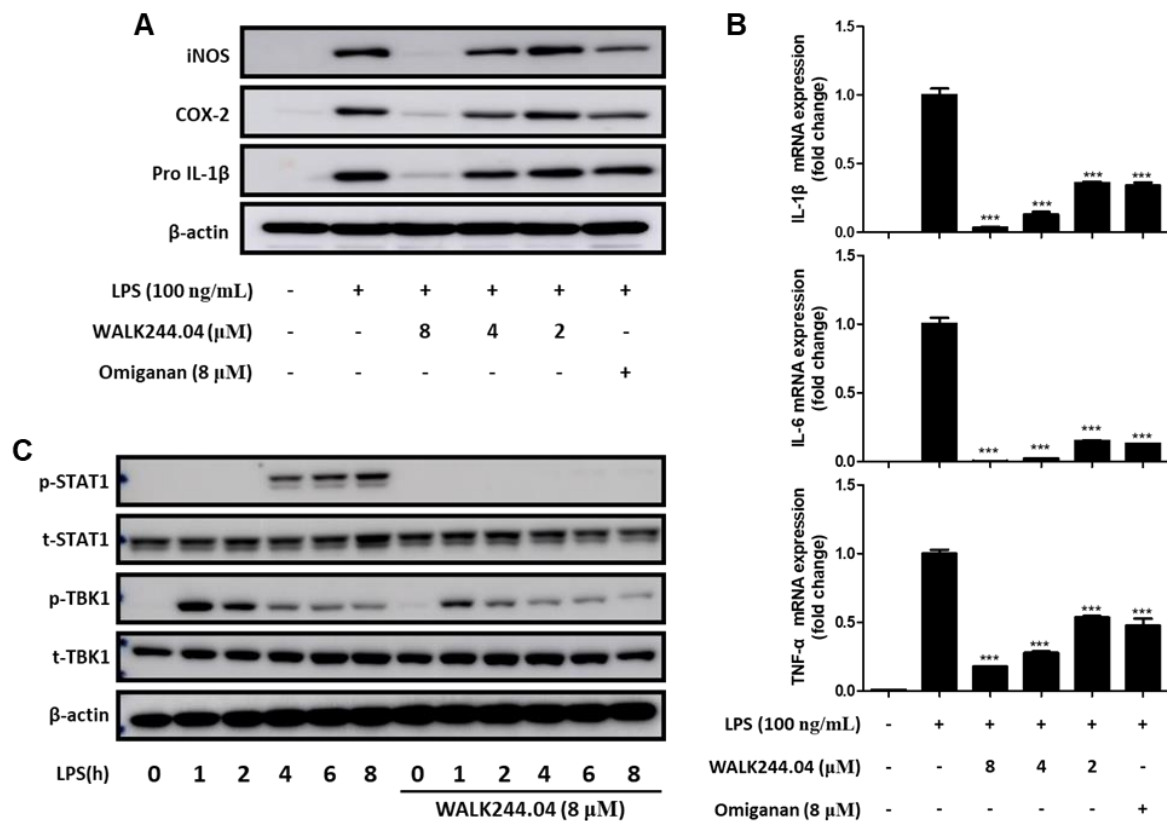 A
iNOS
COX-2
Pro IL-1β
β-actin
LPS (100 ng/mL) - + + + + +
WALK244.04 (μM) - - 8 4 2 -
Omiganan (8 μM) - - - - - +
B
IL-1β mRNA expression
(fold change)
1.5
1.0
0.5
0.0
*** *** *** ***
IL-6 mRNA expression
(fold change)
1.5
1.0
0.5
0.0
*** *** *** ***
TNF-α mRNA expression
(fold change)
1.5
1.0
0.5
0.0
*** *** *** ***
LPS (100 ng/mL) - + + + + +
WALK244.04 (μM) - - 8 4 2 -
Omiganan (8 μM) - - - - - +
C
p-STAT1
t-STAT1
p-TBK1
t-TBK1
β-actin
LPS(h) 0 1 2 4 6 8 0 1 2 4 6 8
WALK244.04 (8 μM)